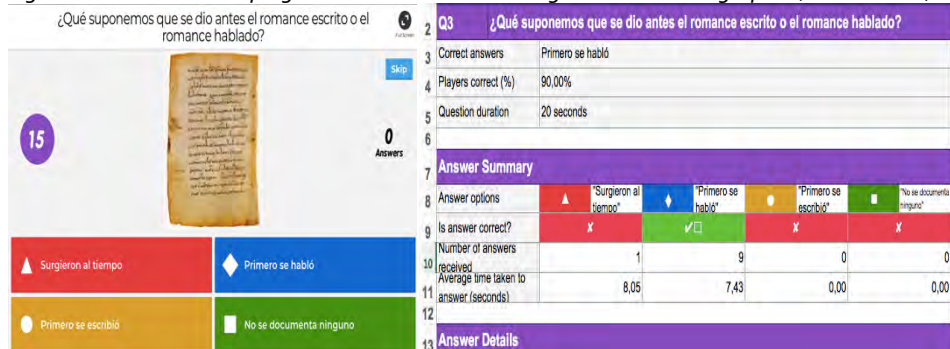 ¿Qué suponemos que se dio antes el romance escrito o el
romance hablado?
Skip
15
0
Answers
Surgieron al tiempo
Primero se habló
Primero se escribió
No se documenta ninguno
2 Q3 ¿Qué suponemos que se dio antes el romance escrito o el romance hablado?
3 Correct answers Primero se habló
4 Players correct (%) 90,00%
5 Question duration 20 seconds
6
7 Answer Summary
8 Answer options "Surgieron al tiempo" "Primero se habló" "Primero se escribió" "No se documenta ninguno"
9 Is answer correct? ✘ ✔ ✘ ✘
10 Number of answers received 1 9 0 0
11 Average time taken to answer (seconds) 8,05 7,43 0,00 0,00
12
13 Answer Details